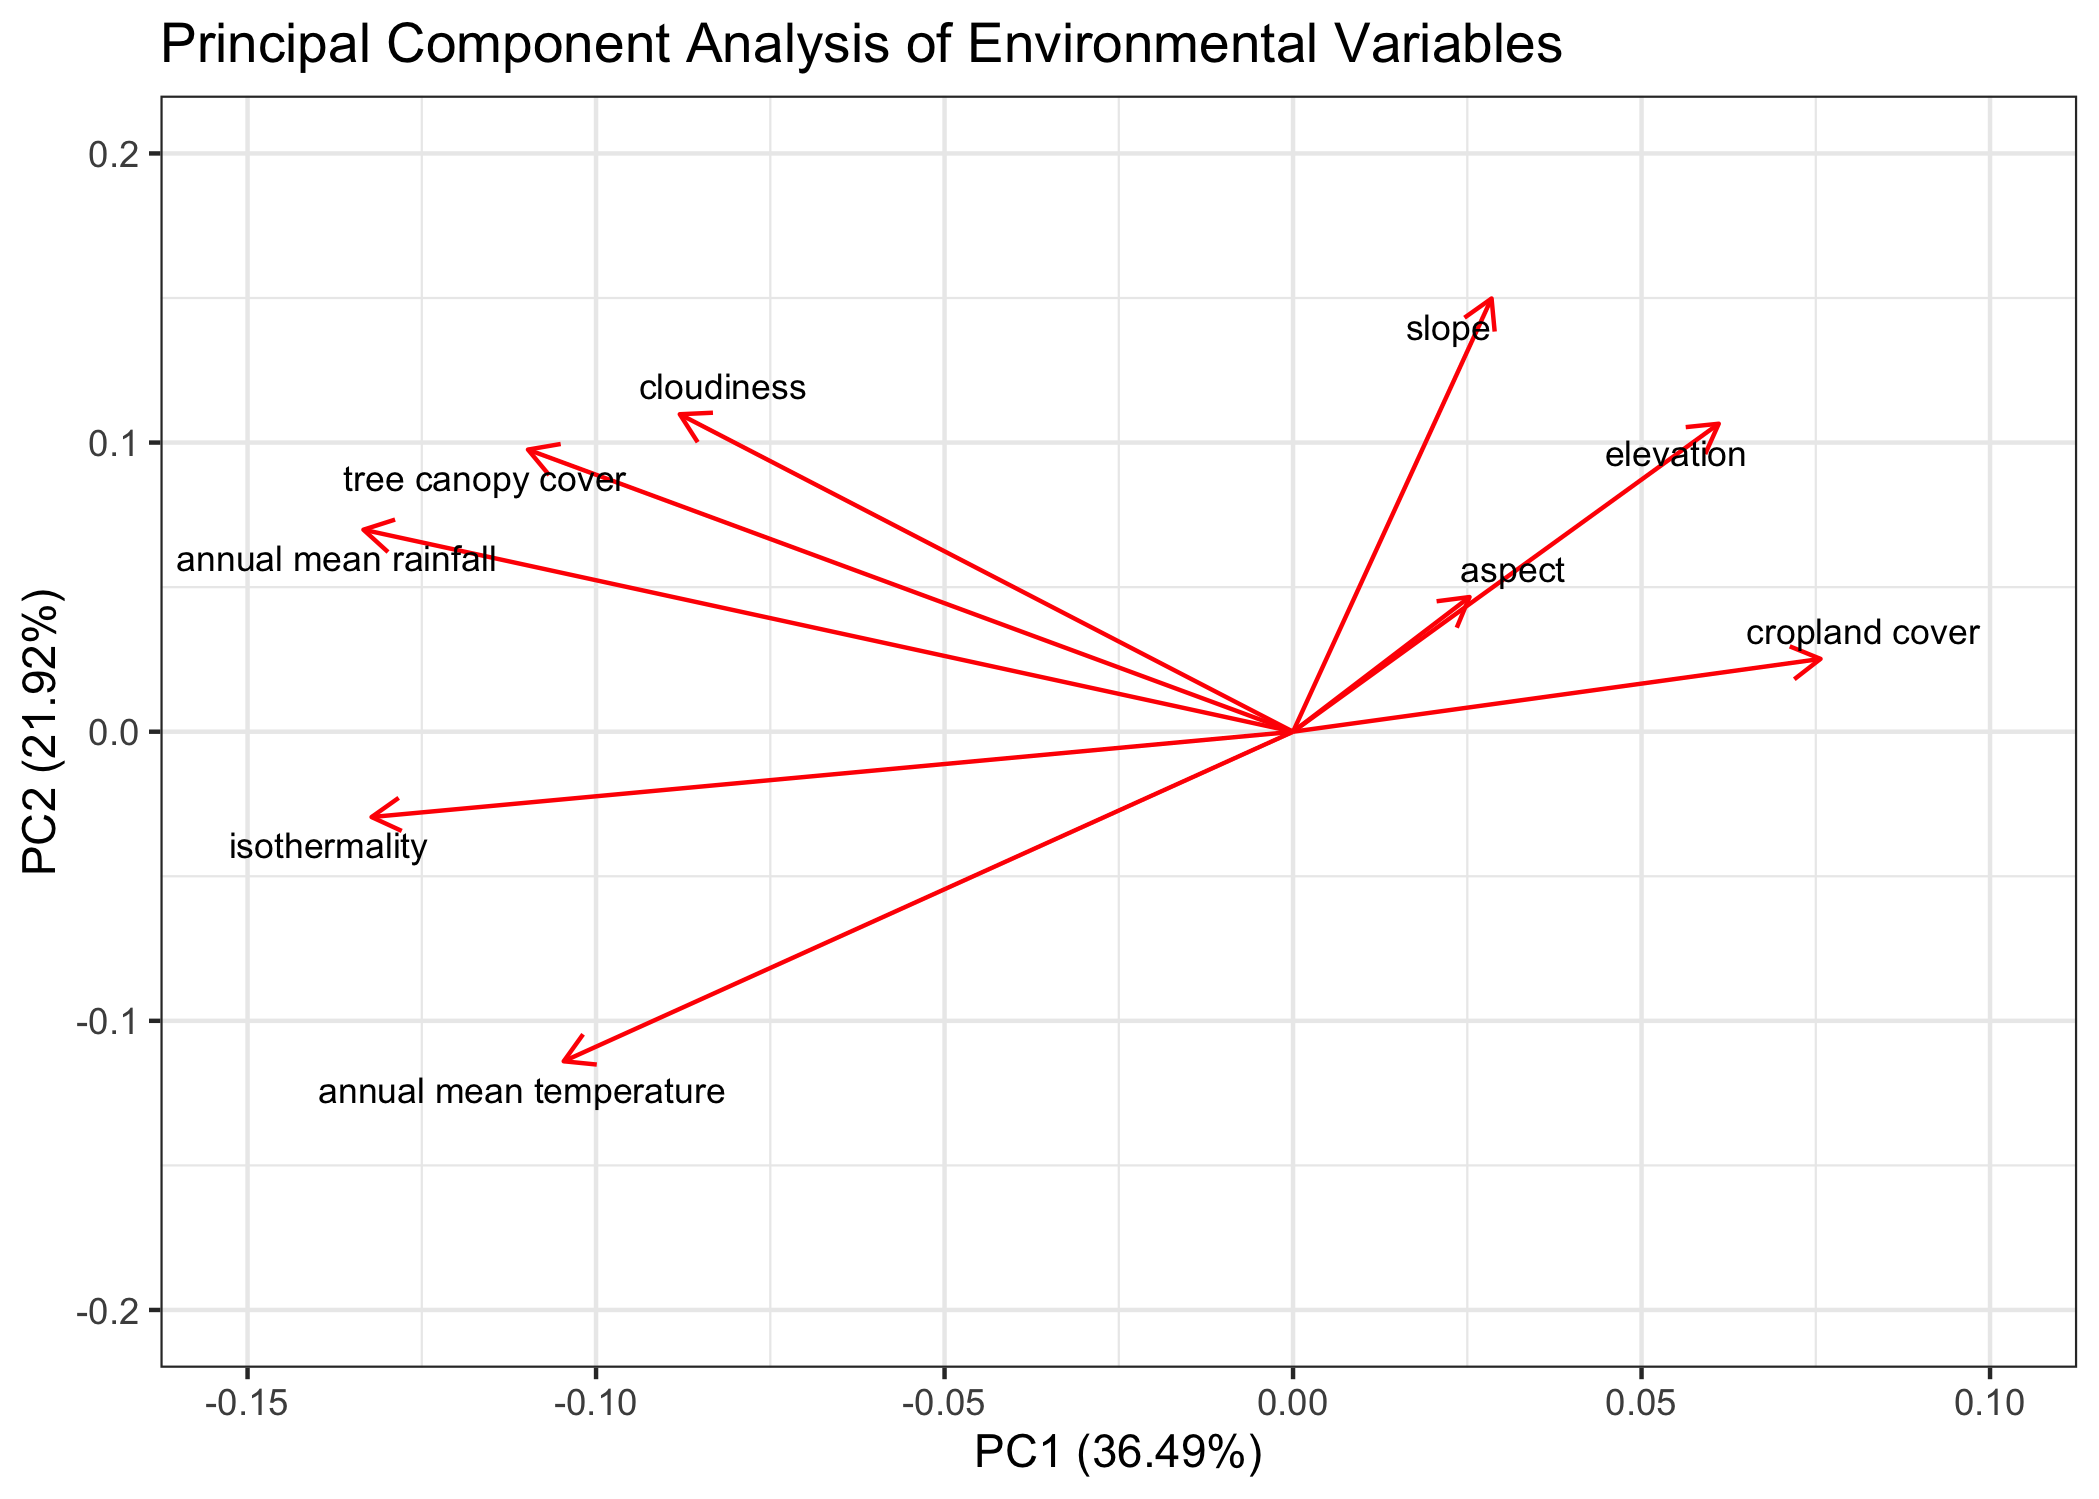 Principal Component Analysis of Environmental Variables
0.2
slope
cloudiness
0.1
elevation
tree canopy cover
annual mean rainfall
aspect
cropland cover
PC2 (21.92%)
0.0
isothermality
-0.1
annual mean temperature
-0.2
-0.15 -0.10 -0.05 0.00 0.05 0.10
PC1 (36.49%)